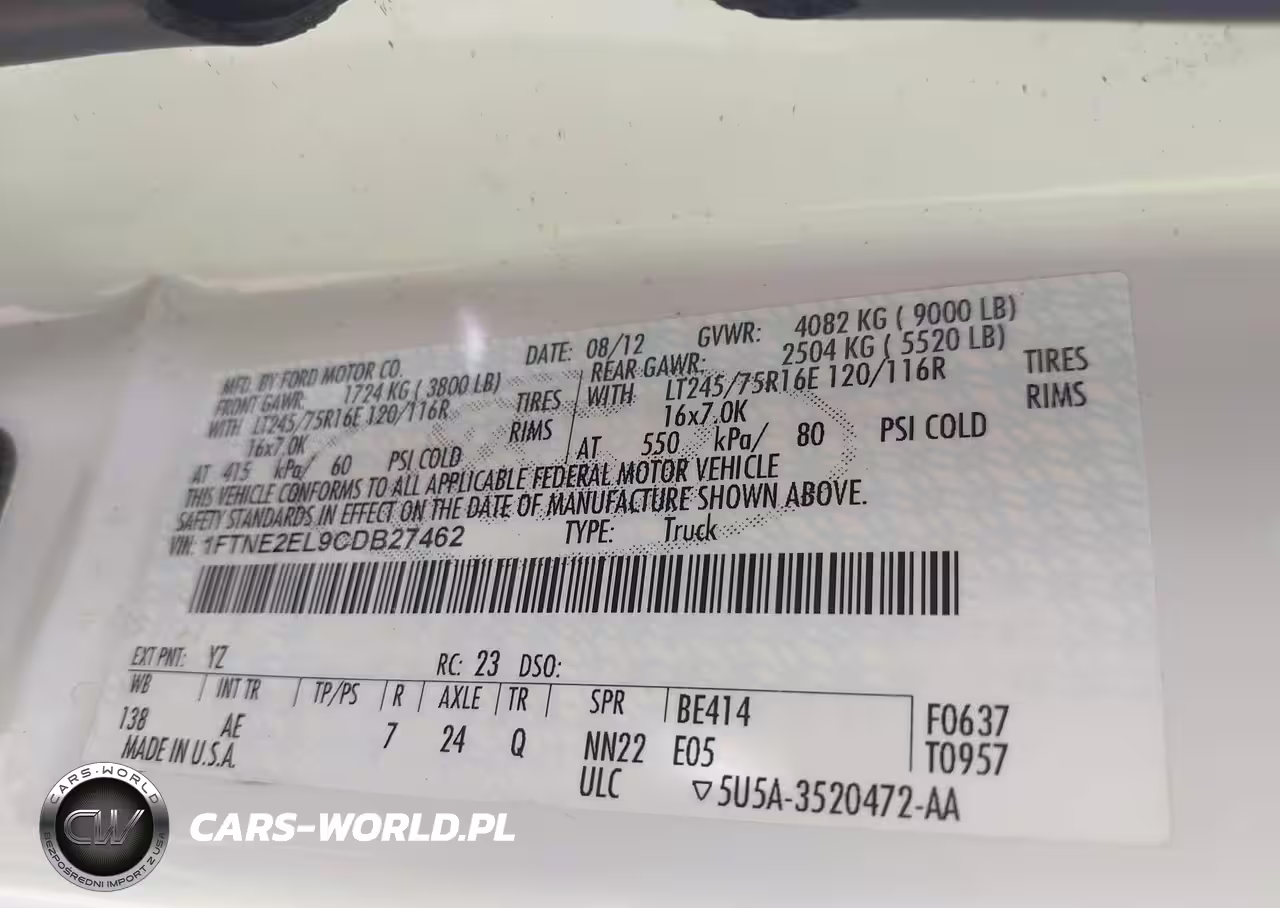 MFD. BY FORD MOTOR CO. DATE: 08/12 GVWR: 4082 KG ( 9000 LB)
FRONT GAWR: 1724 KG ( 3800 LB) REAR GAWR: 2504 KG ( 5520 LB)
WITH LT245/75R16E 120/116R TIRES WITH LT245/75R16E 120/116R TIRES
16x7.0K RIMS 16x7.0K RIMS
AT 415 kPa/ 60 PSI COLD AT 550 kPa/ 80 PSI COLD
THIS VEHICLE CONFORMS TO ALL APPLICABLE FEDERAL MOTOR VEHICLE
SAFETY STANDARDS IN EFFECT ON THE DATE OF MANUFACTURE SHOWN ABOVE.
VIN: 1FTNE2EL9CDB27462 TYPE: Truck
EXT PNT: YZ RC: 23 DSO:
WB INT TR TP/PS R AXLE TR SPR BE414 F0637
138 AE 7 24 Q NN22 E05 T0957
MADE IN U.S.A. ULC ▽5U5A-3520472-AA
CARS-WORLD
CW
BEZPOŚREDNI IMPORT Z USA
CARS-WORLD.PL